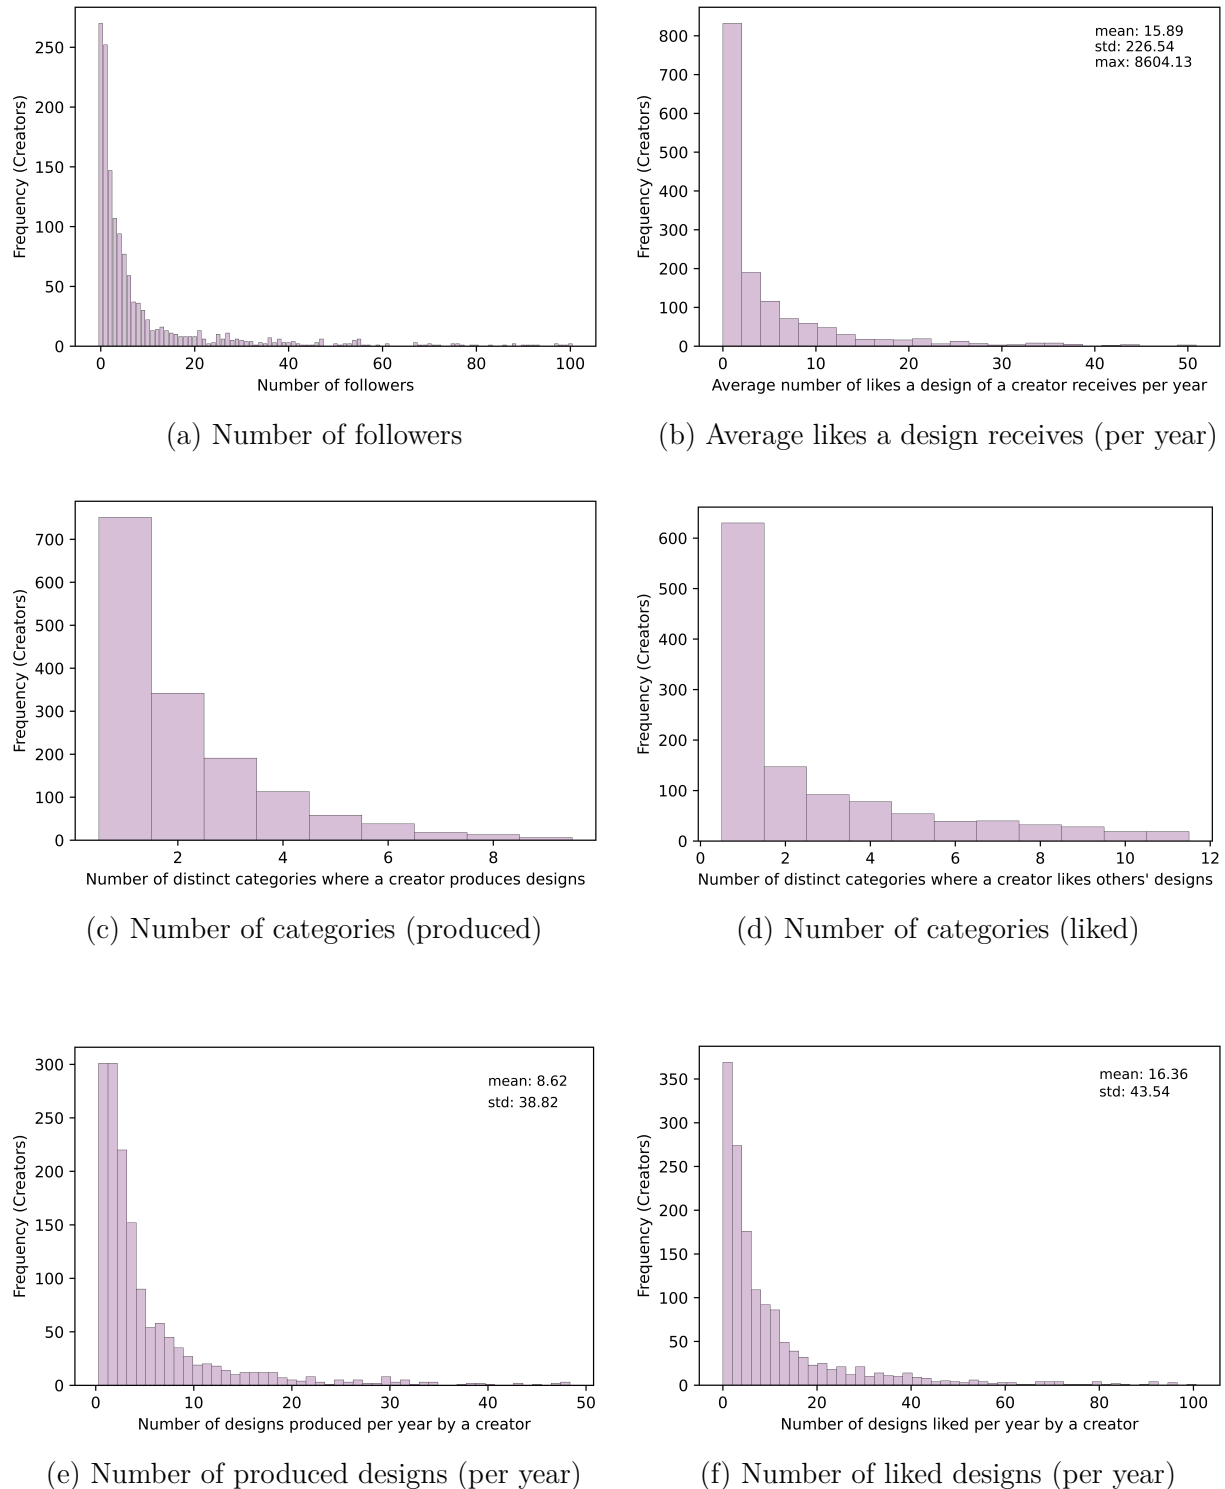 250
200
150
100
50
0
Frequency (Creators)
0 20 40 60 80 100
Number of followers
(a) Number of followers
800
700
600
500
400
300
200
100
0
Frequency (Creators)
mean: 15.89
std: 226.54
max: 8604.13
0 10 20 30 40 50
Average number of likes a design of a creator receives per year
(b) Average likes a design receives (per year)
700
600
500
400
300
200
100
0
Frequency (Creators)
2 4 6 8
Number of distinct categories where a creator produces designs
(c) Number of categories (produced)
600
500
400
300
200
100
0
Frequency (Creators)
0 2 4 6 8 10 12
Number of distinct categories where a creator likes others' designs
(d) Number of categories (liked)
300
250
200
150
100
50
0
Frequency (Creators)
mean: 8.62
std: 38.82
0 10 20 30 40 50
Number of designs produced per year by a creator
(e) Number of produced designs (per year)
350
300
250
200
150
100
50
0
Frequency (Creators)
mean: 16.36
std: 43.54
0 20 40 60 80 100
Number of designs liked per year by a creator
(f) Number of liked designs (per year)